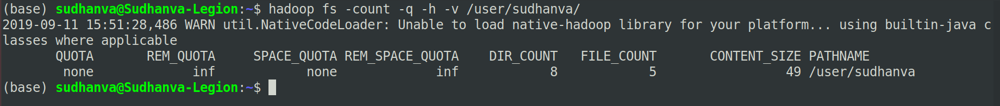 (base) sudhanva@Sudhanva-Legion:~$ hadoop fs -count -q -h -v /user/sudhanva/
2019-09-11 15:51:28,486 WARN util.NativeCodeLoader: Unable to load native-hadoop library for your platform... using builtin-java c
lasses where applicable
QUOTA REM_QUOTA SPACE_QUOTA REM_SPACE_QUOTA DIR_COUNT FILE_COUNT CONTENT_SIZE PATHNAME
none inf none inf 8 5 49 /user/sudhanva
(base) sudhanva@Sudhanva-Legion:~$